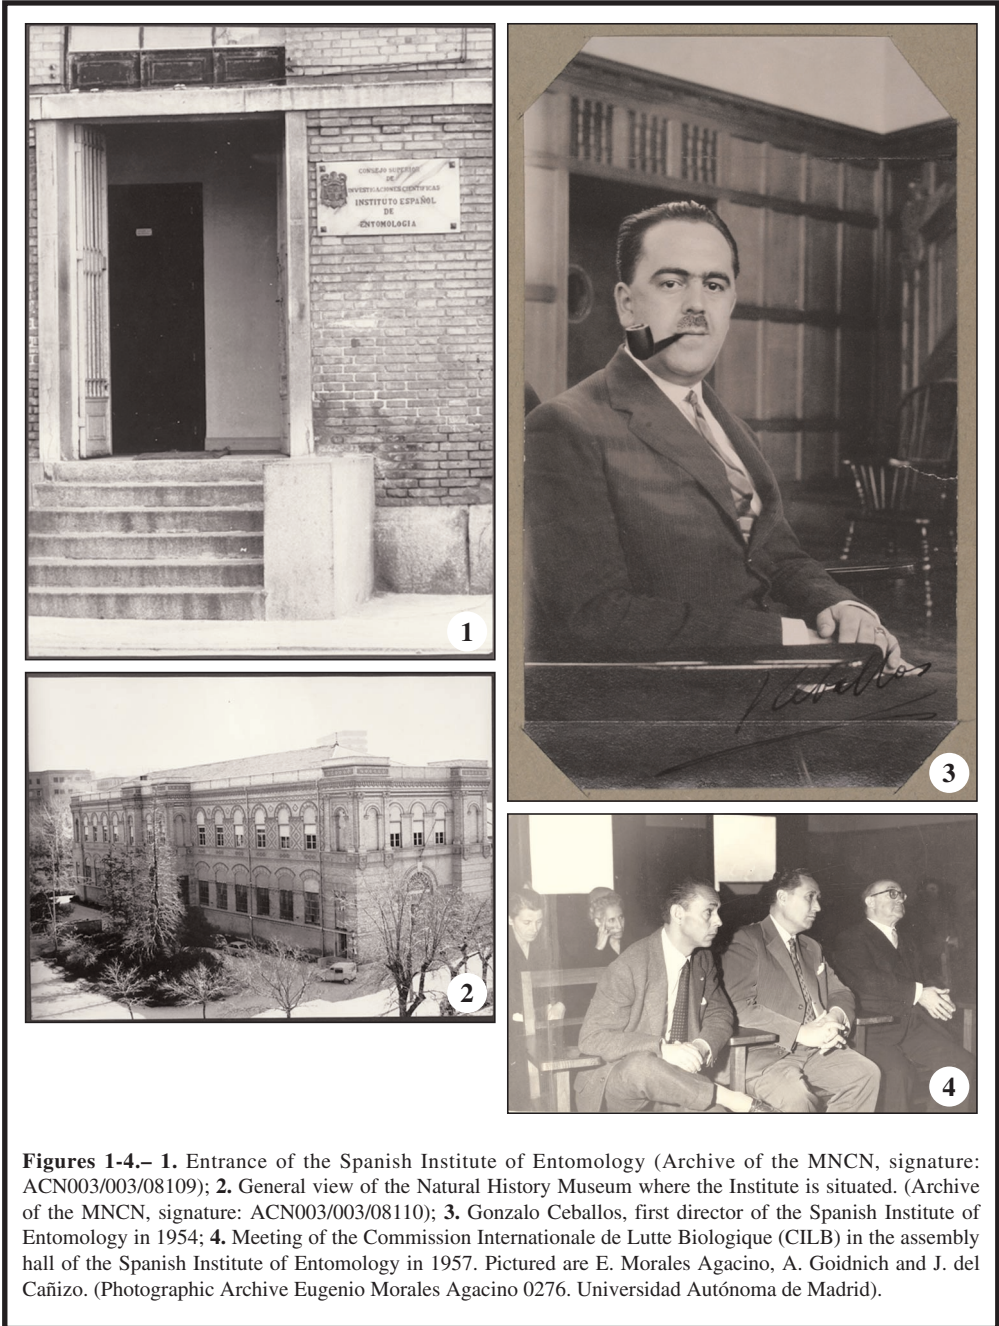 CONSEJO SUPERIOR
DE
INVESTIGACIONES CIENTIFICAS
INSTITUTO ESPAÑOL
DE
ENTOMOLOGIA
1
Ceballos
3
2
4
Figures 1-4.– 1. Entrance of the Spanish Institute of Entomology (Archive of the MNCN, signature:
ACN003/003/08109); 2. General view of the Natural History Museum where the Institute is situated. (Archive
of the MNCN, signature: ACN003/003/08110); 3. Gonzalo Ceballos, first director of the Spanish Institute of
Entomology in 1954; 4. Meeting of the Commission Internationale de Lutte Biologique (CILB) in the assembly
hall of the Spanish Institute of Entomology in 1957. Pictured are E. Morales Agacino, A. Goidnich and J. del
Cañizo. (Photographic Archive Eugenio Morales Agacino 0276. Universidad Autónoma de Madrid).